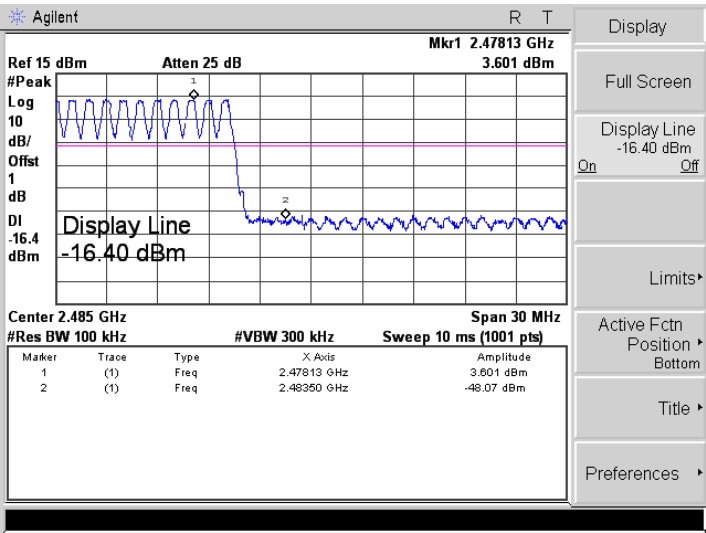 Agilent R T
Mkr1 2.47813 GHz
Ref 15 dBm Atten 25 dB 3.601 dBm
#Peak
Log
10
dB/
Offst
1
dB
DI
-16.4
dBm
1
2
Display Line
-16.40 dBm
Center 2.485 GHz Span 30 MHz
#Res BW 100 kHz #VBW 300 kHz Sweep 10 ms (1001 pts)
Marker Trace Type X Axis Amplitude
1 (1) Freq 2.47813 GHz 3.601 dBm
2 (1) Freq 2.48350 GHz -48.07 dBm
Display
Full Screen
Display Line
-16.40 dBm
On Off
Limits
Active Fctn
Position
Bottom
Title
Preferences